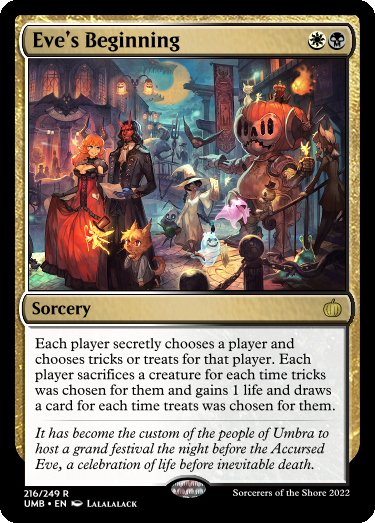 Eve's Beginning
Sorcery
Each player secretly chooses a player and
chooses tricks or treats for that player. Each
player sacrifices a creature for each time tricks
was chosen for them and gains 1 life and draws
a card for each time treats was chosen for them.
It has become the custom of the people of Umbra to
host a grand festival the night before the Accursed
Eve, a celebration of life before inevitable death.
216/249 R
Sorcerers of the Shore 2022
UMB • EN Lalalalack